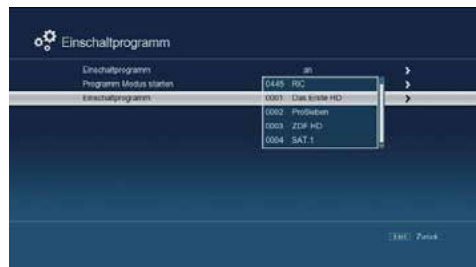 Einschaltprogramm
Einschaltprogramm an
Programm Modus starten
0445 RIC
Einschaltprogramm
0001 Das Erste HD
0002 ProSieben
0003 ZDF HD
0004 SAT.1
EXIT Zurück